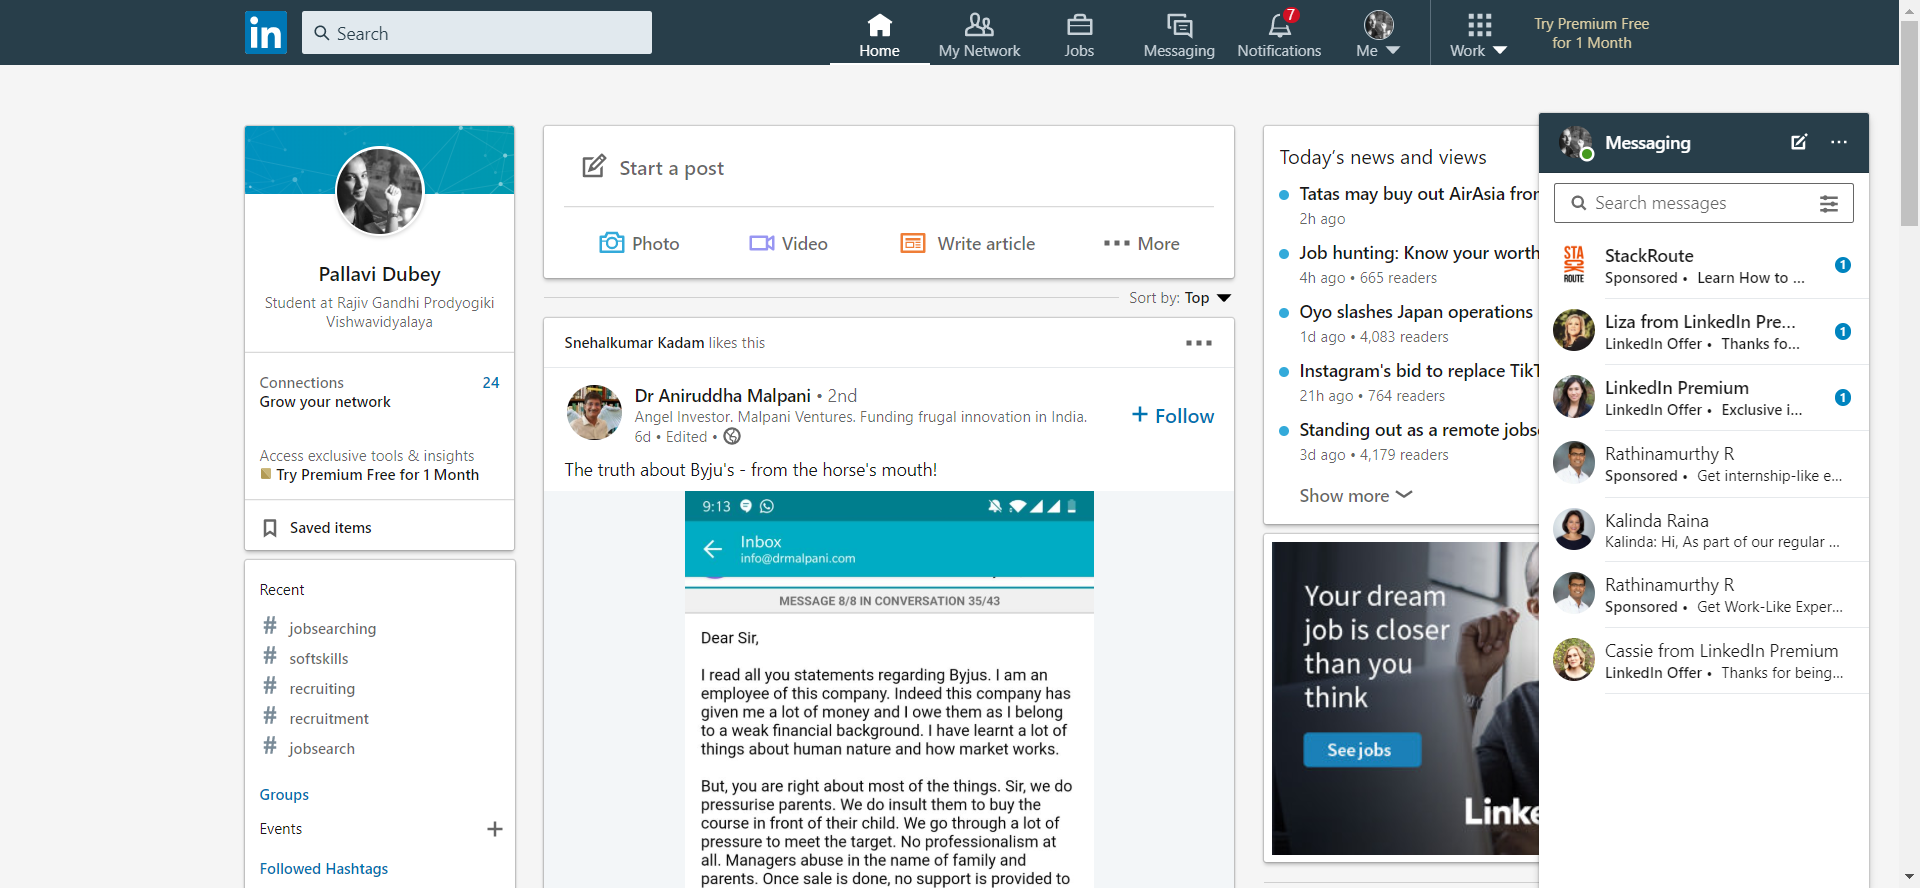 in
Search
Home
My Network
Jobs
Messaging
7
Notifications
Me
Work
Try Premium Free
for 1 Month
Pallavi Dubey
Student at Rajiv Gandhi Prodyogiki
Vishwavidyalaya
Connections 24
Grow your network
Access exclusive tools & insights
Try Premium Free for 1 Month
Saved items
Recent
# jobsearching
# softskills
# recruiting
# recruitment
# jobsearch
Groups
Events +
Followed Hashtags
Start a post
Photo
Video
Write article
More
Sort by: Top
Snehalkumar Kadam likes this
Dr Aniruddha Malpani • 2nd
Angel Investor. Malpani Ventures. Funding frugal innovation in India.
6d • Edited •
+ Follow
The truth about Byju's - from the horse's mouth!
9:13
Inbox
info@drmalpani.com
MESSAGE 8/8 IN CONVERSATION 35/43
Dear Sir,
I read all you statements regarding Byjus. I am an
employee of this company. Indeed this company has
given me a lot of money and I owe them as I belong
to a weak financial background. I have learnt a lot of
things about human nature and how market works.
But, you are right about most of the things. Sir, we do
pressurise parents. We do insult them to buy the
course in front of their child. We go through a lot of
pressure to meet the target. No professionalism at
all. Managers abuse in the name of family and
parents. Once sale is done, no support is provided to
Today's news and views
Tatas may buy out AirAsia from
2h ago
Job hunting: Know your worth
4h ago • 665 readers
Oyo slashes Japan operations
1d ago • 4,083 readers
Instagram's bid to replace TikT
21h ago • 764 readers
Standing out as a remote jobs
3d ago • 4,179 readers
Show more
Your dream
job is closer
than you
think
See jobs
Linke
Messaging
Search messages
STACKROUTE
StackRoute
Sponsored • Learn How to ...
1
Liza from LinkedIn Pre...
LinkedIn Offer • Thanks fo...
1
LinkedIn Premium
LinkedIn Offer • Exclusive i...
1
Rathinamurthy R
Sponsored • Get internship-like e...
Kalinda Raina
Kalinda: Hi, As part of our regular ...
Rathinamurthy R
Sponsored • Get Work-Like Exper...
Cassie from LinkedIn Premium
LinkedIn Offer • Thanks for being...